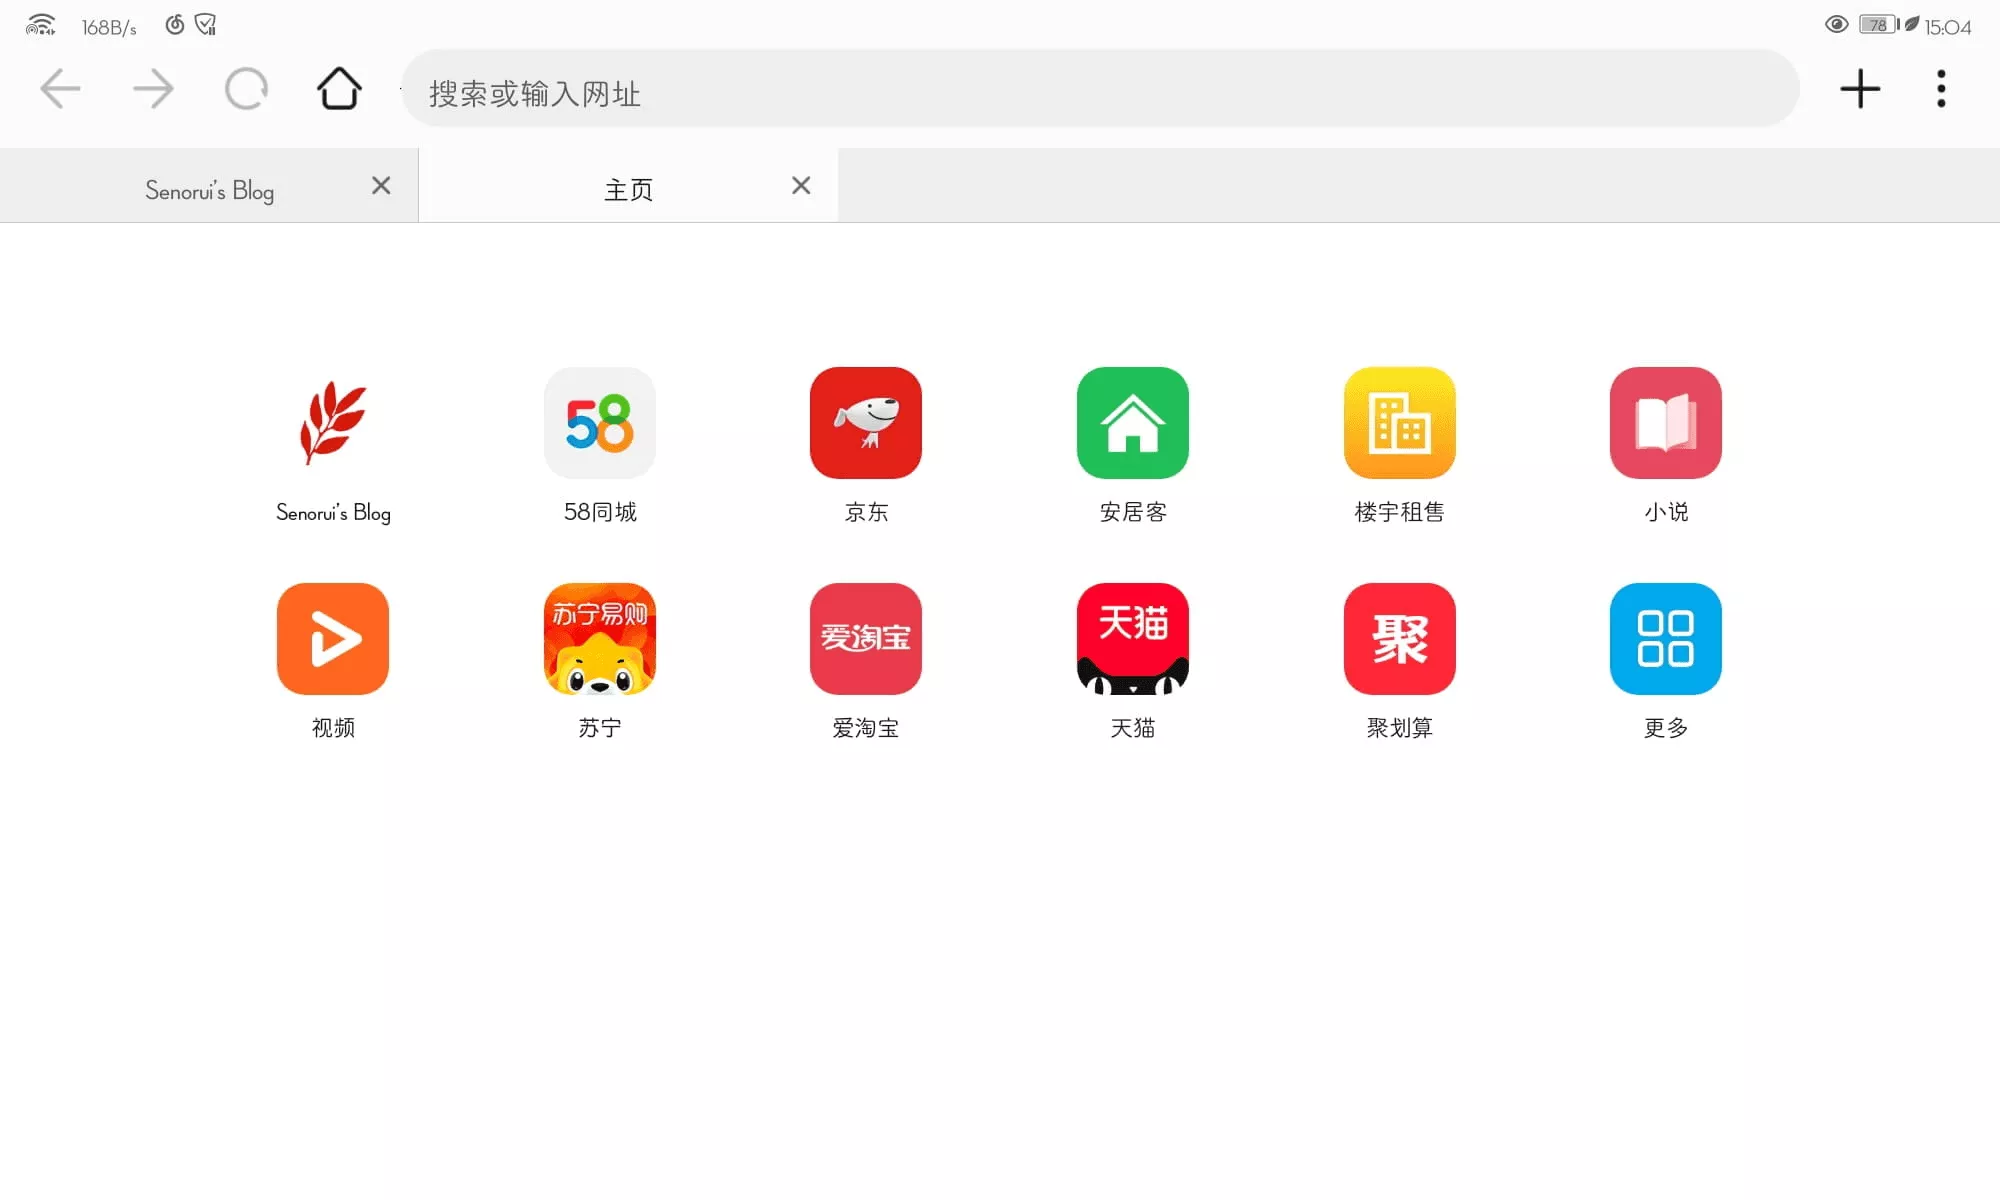 168B/s 78 15:04
搜索或输入网址
Senorui's Blog 主页
58
Senorui's Blog 58同城 京东 安居客 楼宇租售 小说
苏宁易购 爱淘宝 天猫 聚
视频 苏宁 爱淘宝 天猫 聚划算 更多